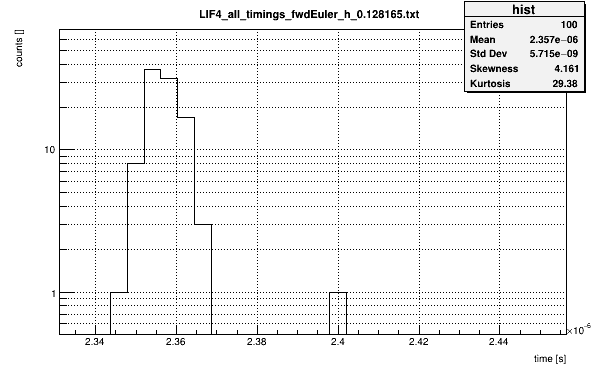 LIF4_all_timings_fwdEuler_h_0.128165.txt
hist
Entries 100
Mean 2.357e−06
Std Dev 5.715e−09
Skewness 4.161
Kurtosis 29.38
counts []
10
1
2.34 2.36 2.38 2.4 2.42 2.44
×10⁻⁶
time [s]